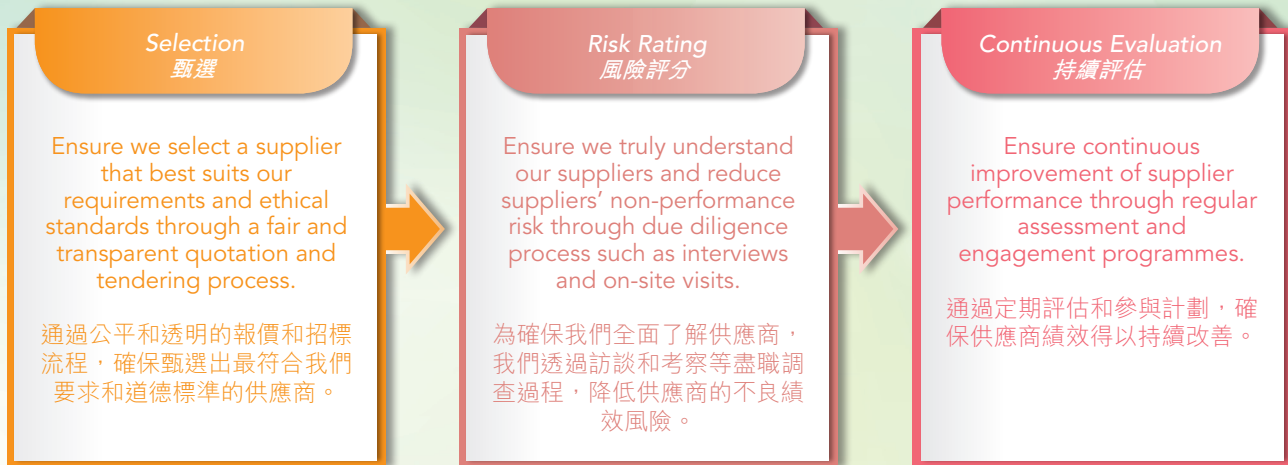 Selection
甄選
Ensure we select a supplier
that best suits our
requirements and ethical
standards through a fair and
transparent quotation and
tendering process.
通過公平和透明的報價和招標
流程，確保甄選出最符合我們
要求和道德標準的供應商。
Risk Rating
風險評分
Ensure we truly understand
our suppliers and reduce
suppliers’ non-performance
risk through due diligence
process such as interviews
and on-site visits.
為確保我們全面了解供應商，
我們透過訪談和考察等盡職調
查過程，降低供應商的不良績
效風險。
Continuous Evaluation
持續評估
Ensure continuous
improvement of supplier
performance through regular
assessment and
engagement programmes.
通過定期評估和參與計劃，確
保供應商績效得以持續改善。